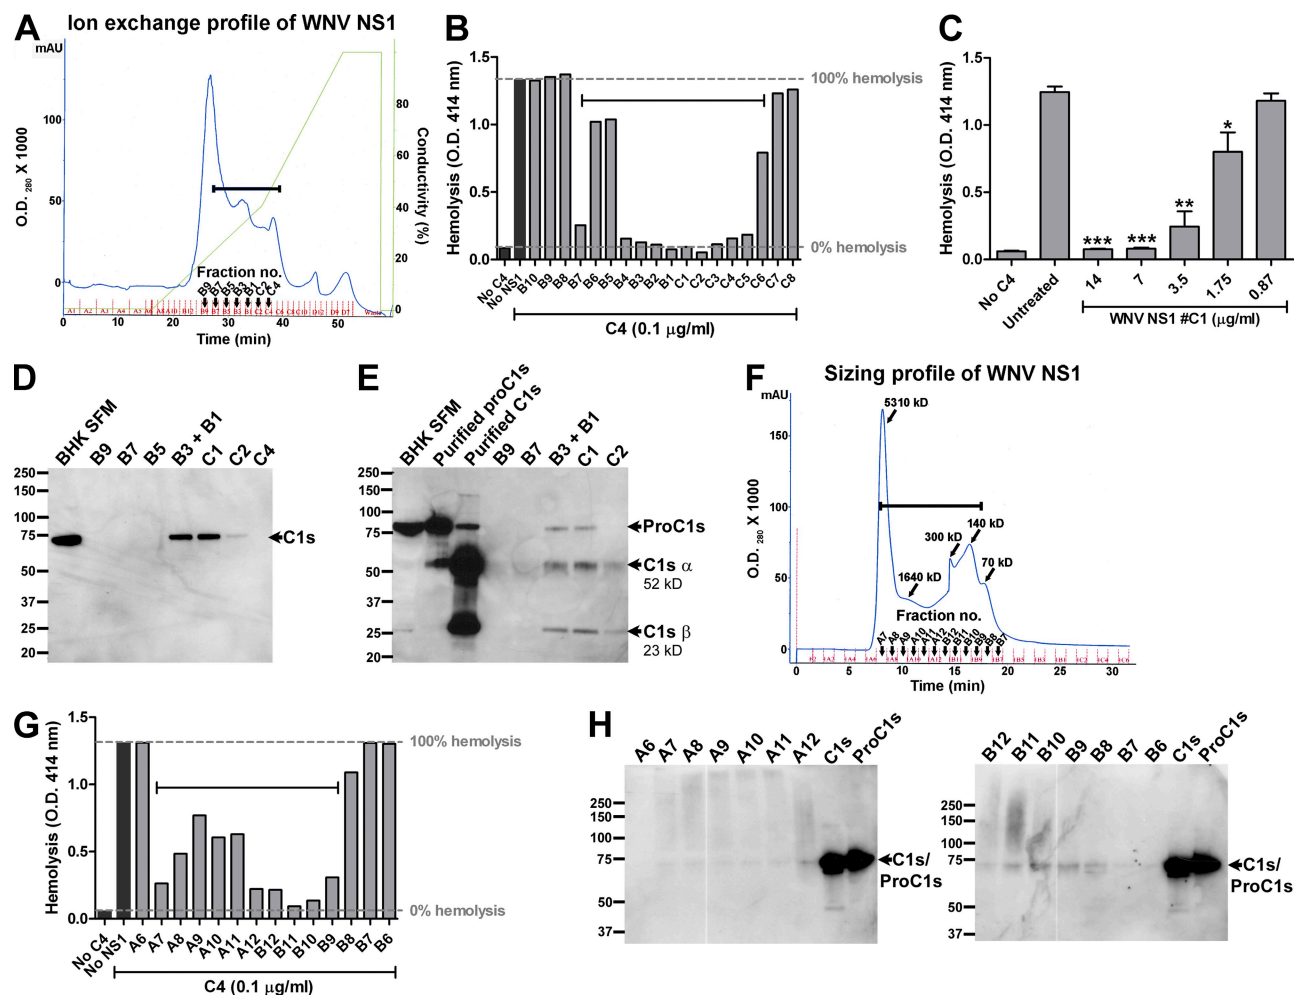 A
Ion exchange profile of WNV NS1
mAU
100
50
0
O.D. 280 X 1000
80
60
40
20
0
Conductivity (%)
Fraction no.
B9 B7 B5 B3 B1 C2 C4
0 10 20 30 40 50
Time (min)
B
1.5
1.0
0.5
0.0
Hemolysis (O.D. 414 nm)
100% hemolysis
0% hemolysis
No C4 No NS1 B10 B9 B8 B7 B6 B5 B4 B3 B2 B1 C1 C2 C3 C4 C5 C6 C7 C8
C4 (0.1 µg/ml)
C
1.5
1.0
0.5
0.0
Hemolysis (O.D. 414 nm)
*** *** ** *
No C4 Untreated 14 7 3.5 1.75 0.87
WNV NS1 #C1 (µg/ml)
D
BHK SFM B9 B7 B5 B3 + B1 C1 C2 C4
250
150
100
75
50
37
25
20
C1s
E
BHK SFM Purified proC1s Purified C1s B9 B7 B3 + B1 C1 C2
250
150
100
75
50
37
25
20
ProC1s
C1s α
52 kD
C1s β
23 kD
F
Sizing profile of WNV NS1
mAU
150
100
50
0
O.D. 280 X 1000
5310 kD
1640 kD
300 kD
140 kD
70 kD
Fraction no.
A7 A8 A9 A10 A11 A12 B12 B11 B10 B9 B8 B7
0 5 10 15 20 25 30
Time (min)
G
1.5
1.0
0.5
0.0
Hemolysis (O.D. 414 nm)
100% hemolysis
0% hemolysis
No C4 No NS1 A6 A7 A8 A9 A10 A11 A12 B12 B11 B10 B9 B8 B7 B6
C4 (0.1 µg/ml)
H
A6 A7 A8 A9 A10 A11 A12 C1s ProC1s
250
150
100
75
50
37
C1s/
ProC1s
B12 B11 B10 B9 B8 B7 B6 C1s ProC1s
250
150
100
75
50
37
C1s/
ProC1s